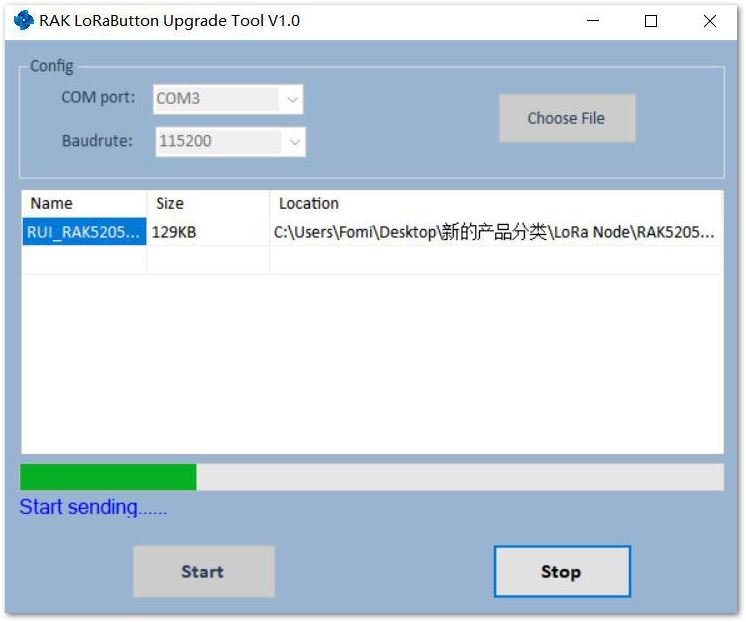 RAK LoRaButton Upgrade Tool V1.0
Config
COM port: COM3
Baudrute: 115200
Choose File
Name Size Location
RUI_RAK5205... 129KB C:\Users\Fomi\Desktop\新的产品分类\LoRa Node\RAK5205...
Start sending......
Start Stop